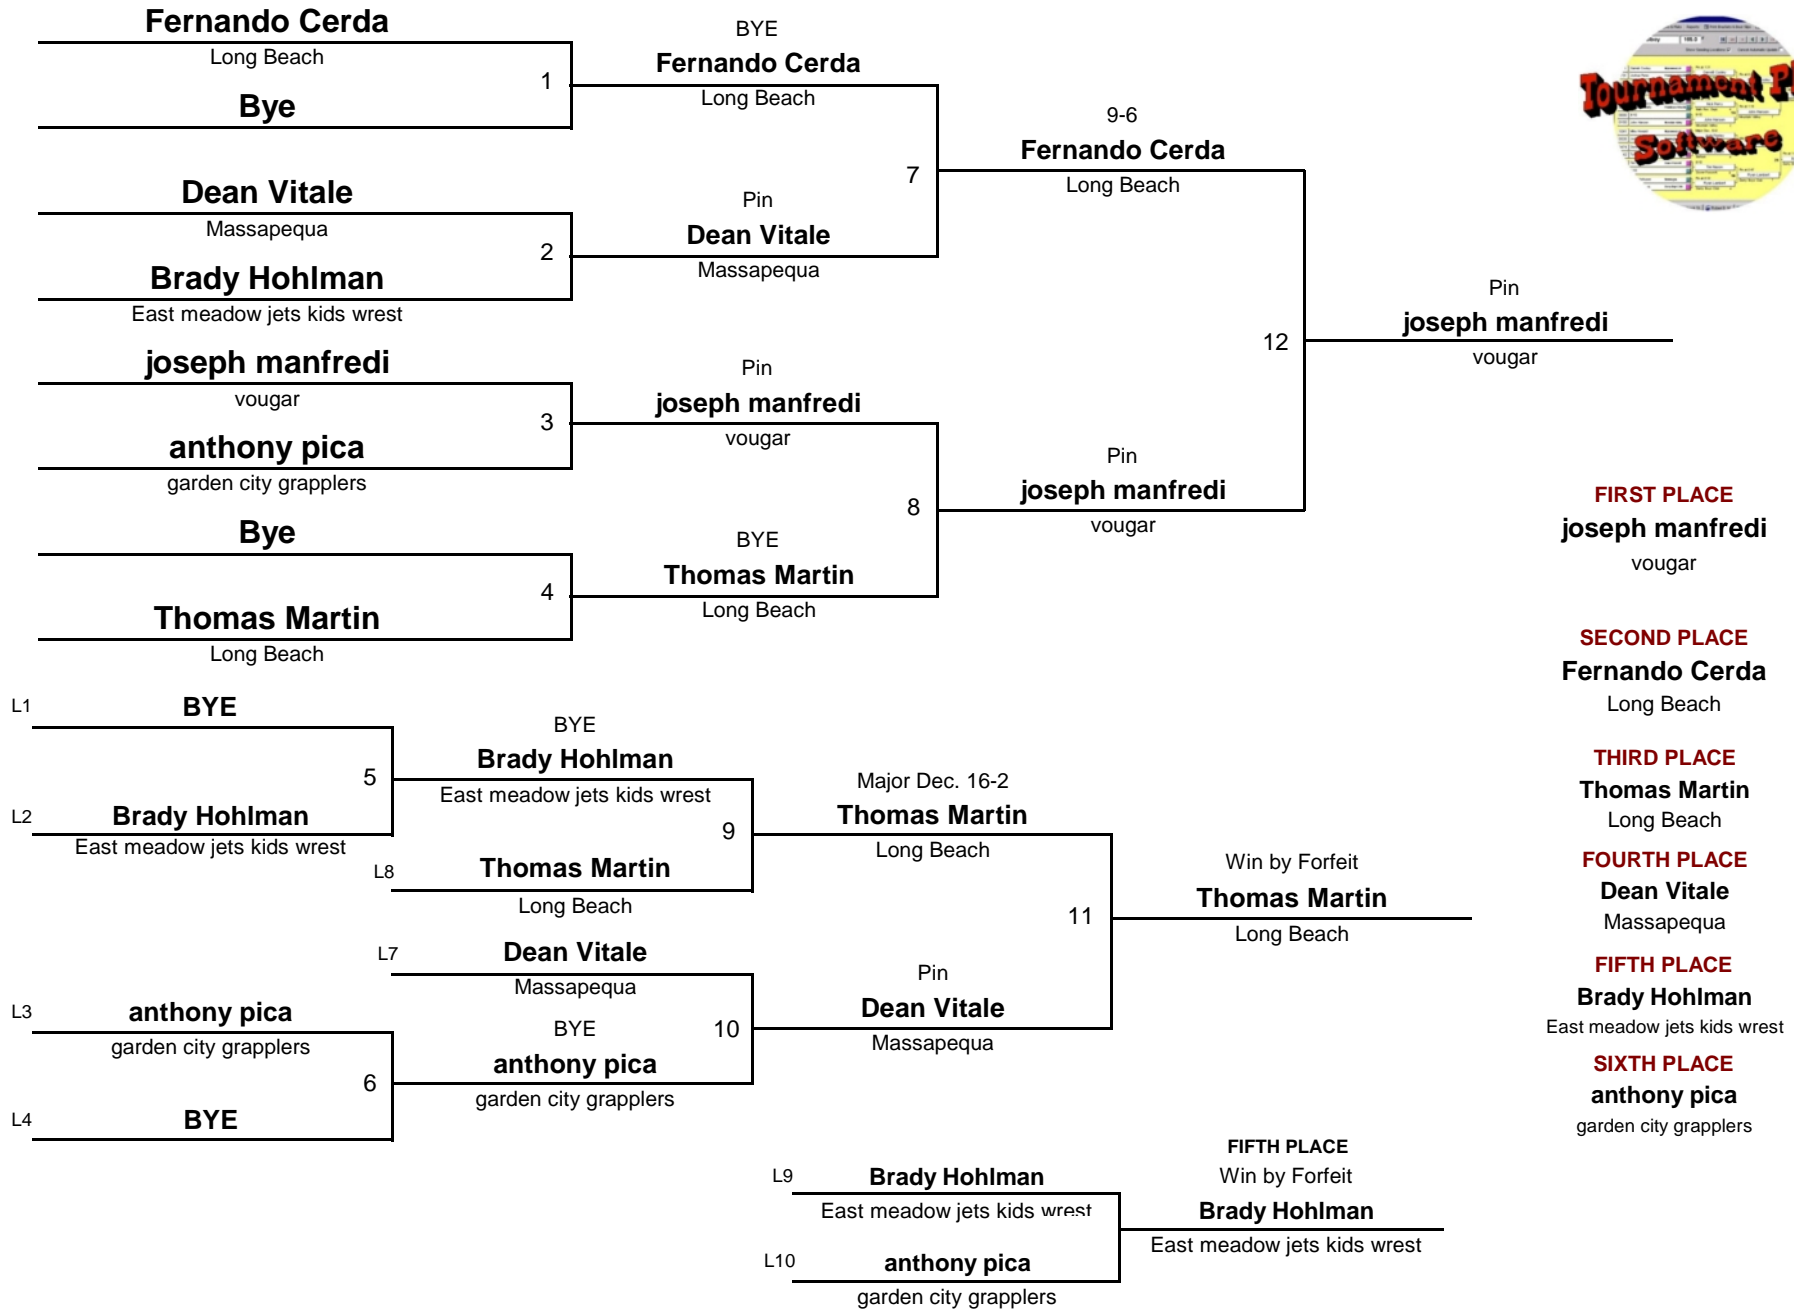 Fernando Cerda
Long Beach
1
Bye
BYE
Fernando Cerda
Long Beach
Dean Vitale
Massapequa
2
Brady Hohlman
East meadow jets kids wrest
Pin
Dean Vitale
Massapequa
7
9-6
Fernando Cerda
Long Beach
joseph manfredi
vougar
3
anthony pica
garden city grapplers
Pin
joseph manfredi
vougar
Bye
4
Thomas Martin
Long Beach
BYE
Thomas Martin
Long Beach
8
Pin
joseph manfredi
vougar
12
Pin
joseph manfredi
vougar
Tournament
Software
FIRST PLACE
joseph manfredi
vougar
SECOND PLACE
Fernando Cerda
Long Beach
THIRD PLACE
Thomas Martin
Long Beach
FOURTH PLACE
Dean Vitale
Massapequa
FIFTH PLACE
Brady Hohlman
East meadow jets kids wrest
SIXTH PLACE
anthony pica
garden city grapplers
L1
BYE
5
L2
Brady Hohlman
East meadow jets kids wrest
BYE
Brady Hohlman
East meadow jets kids wrest
9
L8
Thomas Martin
Long Beach
Major Dec. 16-2
Thomas Martin
Long Beach
L7
Dean Vitale
Massapequa
L3
anthony pica
garden city grapplers
6
L4
BYE
BYE
10
anthony pica
garden city grapplers
Pin
Dean Vitale
Massapequa
11
Win by Forfeit
Thomas Martin
Long Beach
L9
Brady Hohlman
East meadow jets kids wrest
L10
anthony pica
garden city grapplers
FIFTH PLACE
Win by Forfeit
Brady Hohlman
East meadow jets kids wrest